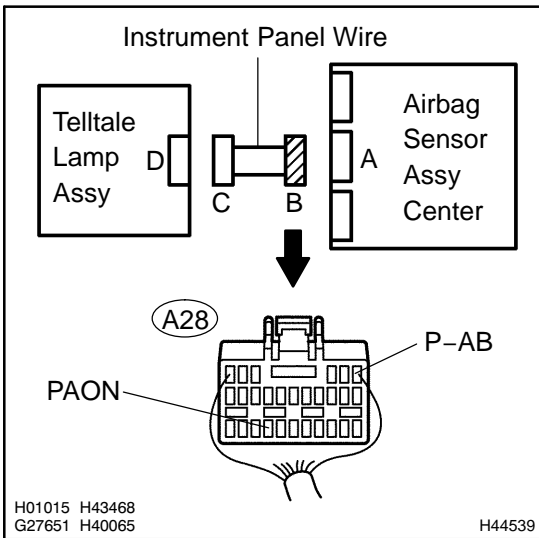 Instrument Panel Wire
Telltale
Lamp
Assy
D
C
B
A
Airbag
Sensor
Assy
Center
A28
P−AB
PAON
H01015 H43468
G27651 H40065
H44539